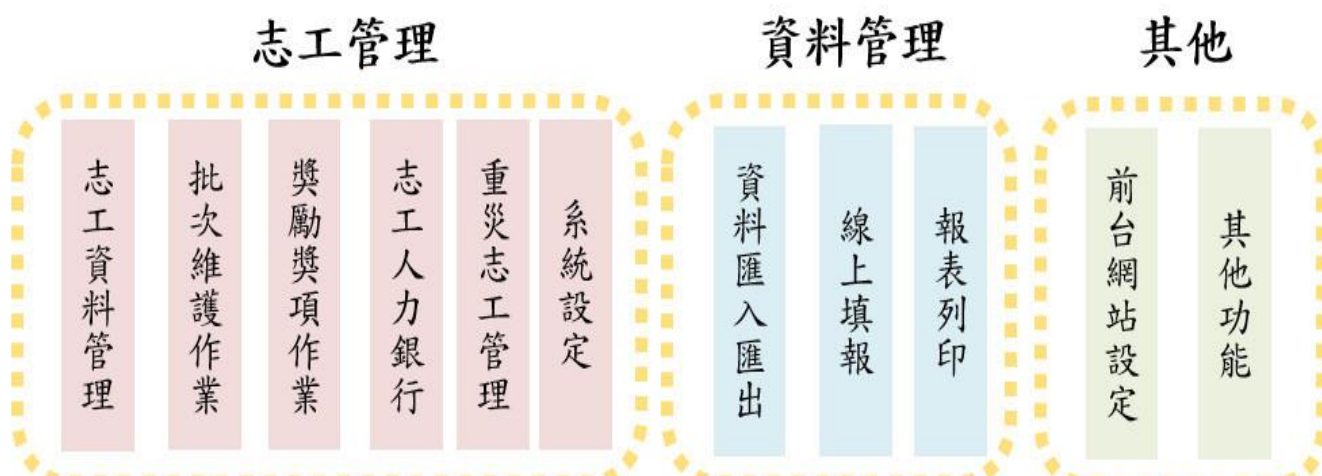 志工管理
志工資料管理
批次維護作業
獎勵獎項作業
志工人力銀行
重災志工管理
系統設定
資料管理
資料匯入匯出
線上填報
報表列印
其他
前台網站設定
其他功能